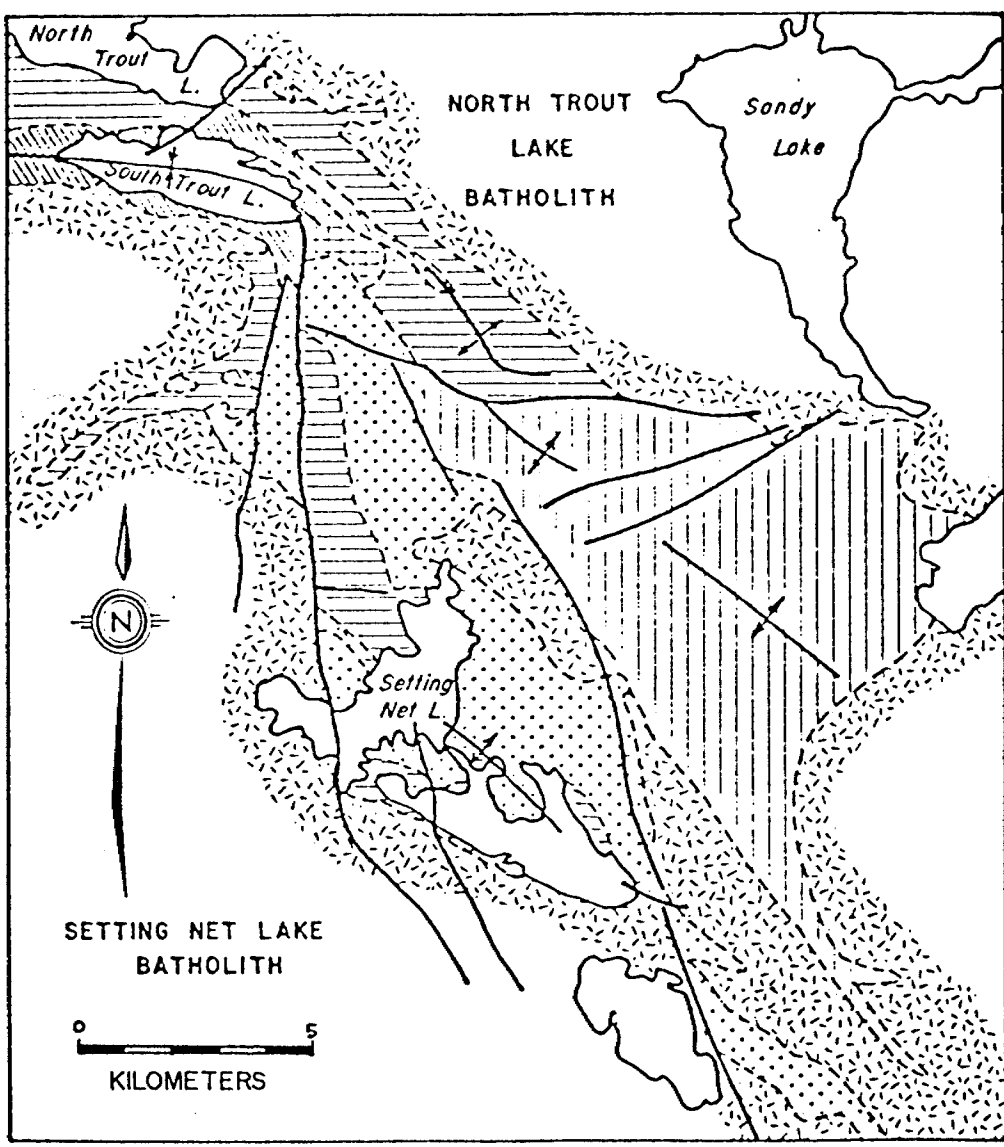 North
Trout
L.
South Trout L.
NORTH TROUT
LAKE
BATHOLITH
Sandy
Lake
N
Setting
Net L.
SETTING NET LAKE
BATHOLITH
0 5
KILOMETERS